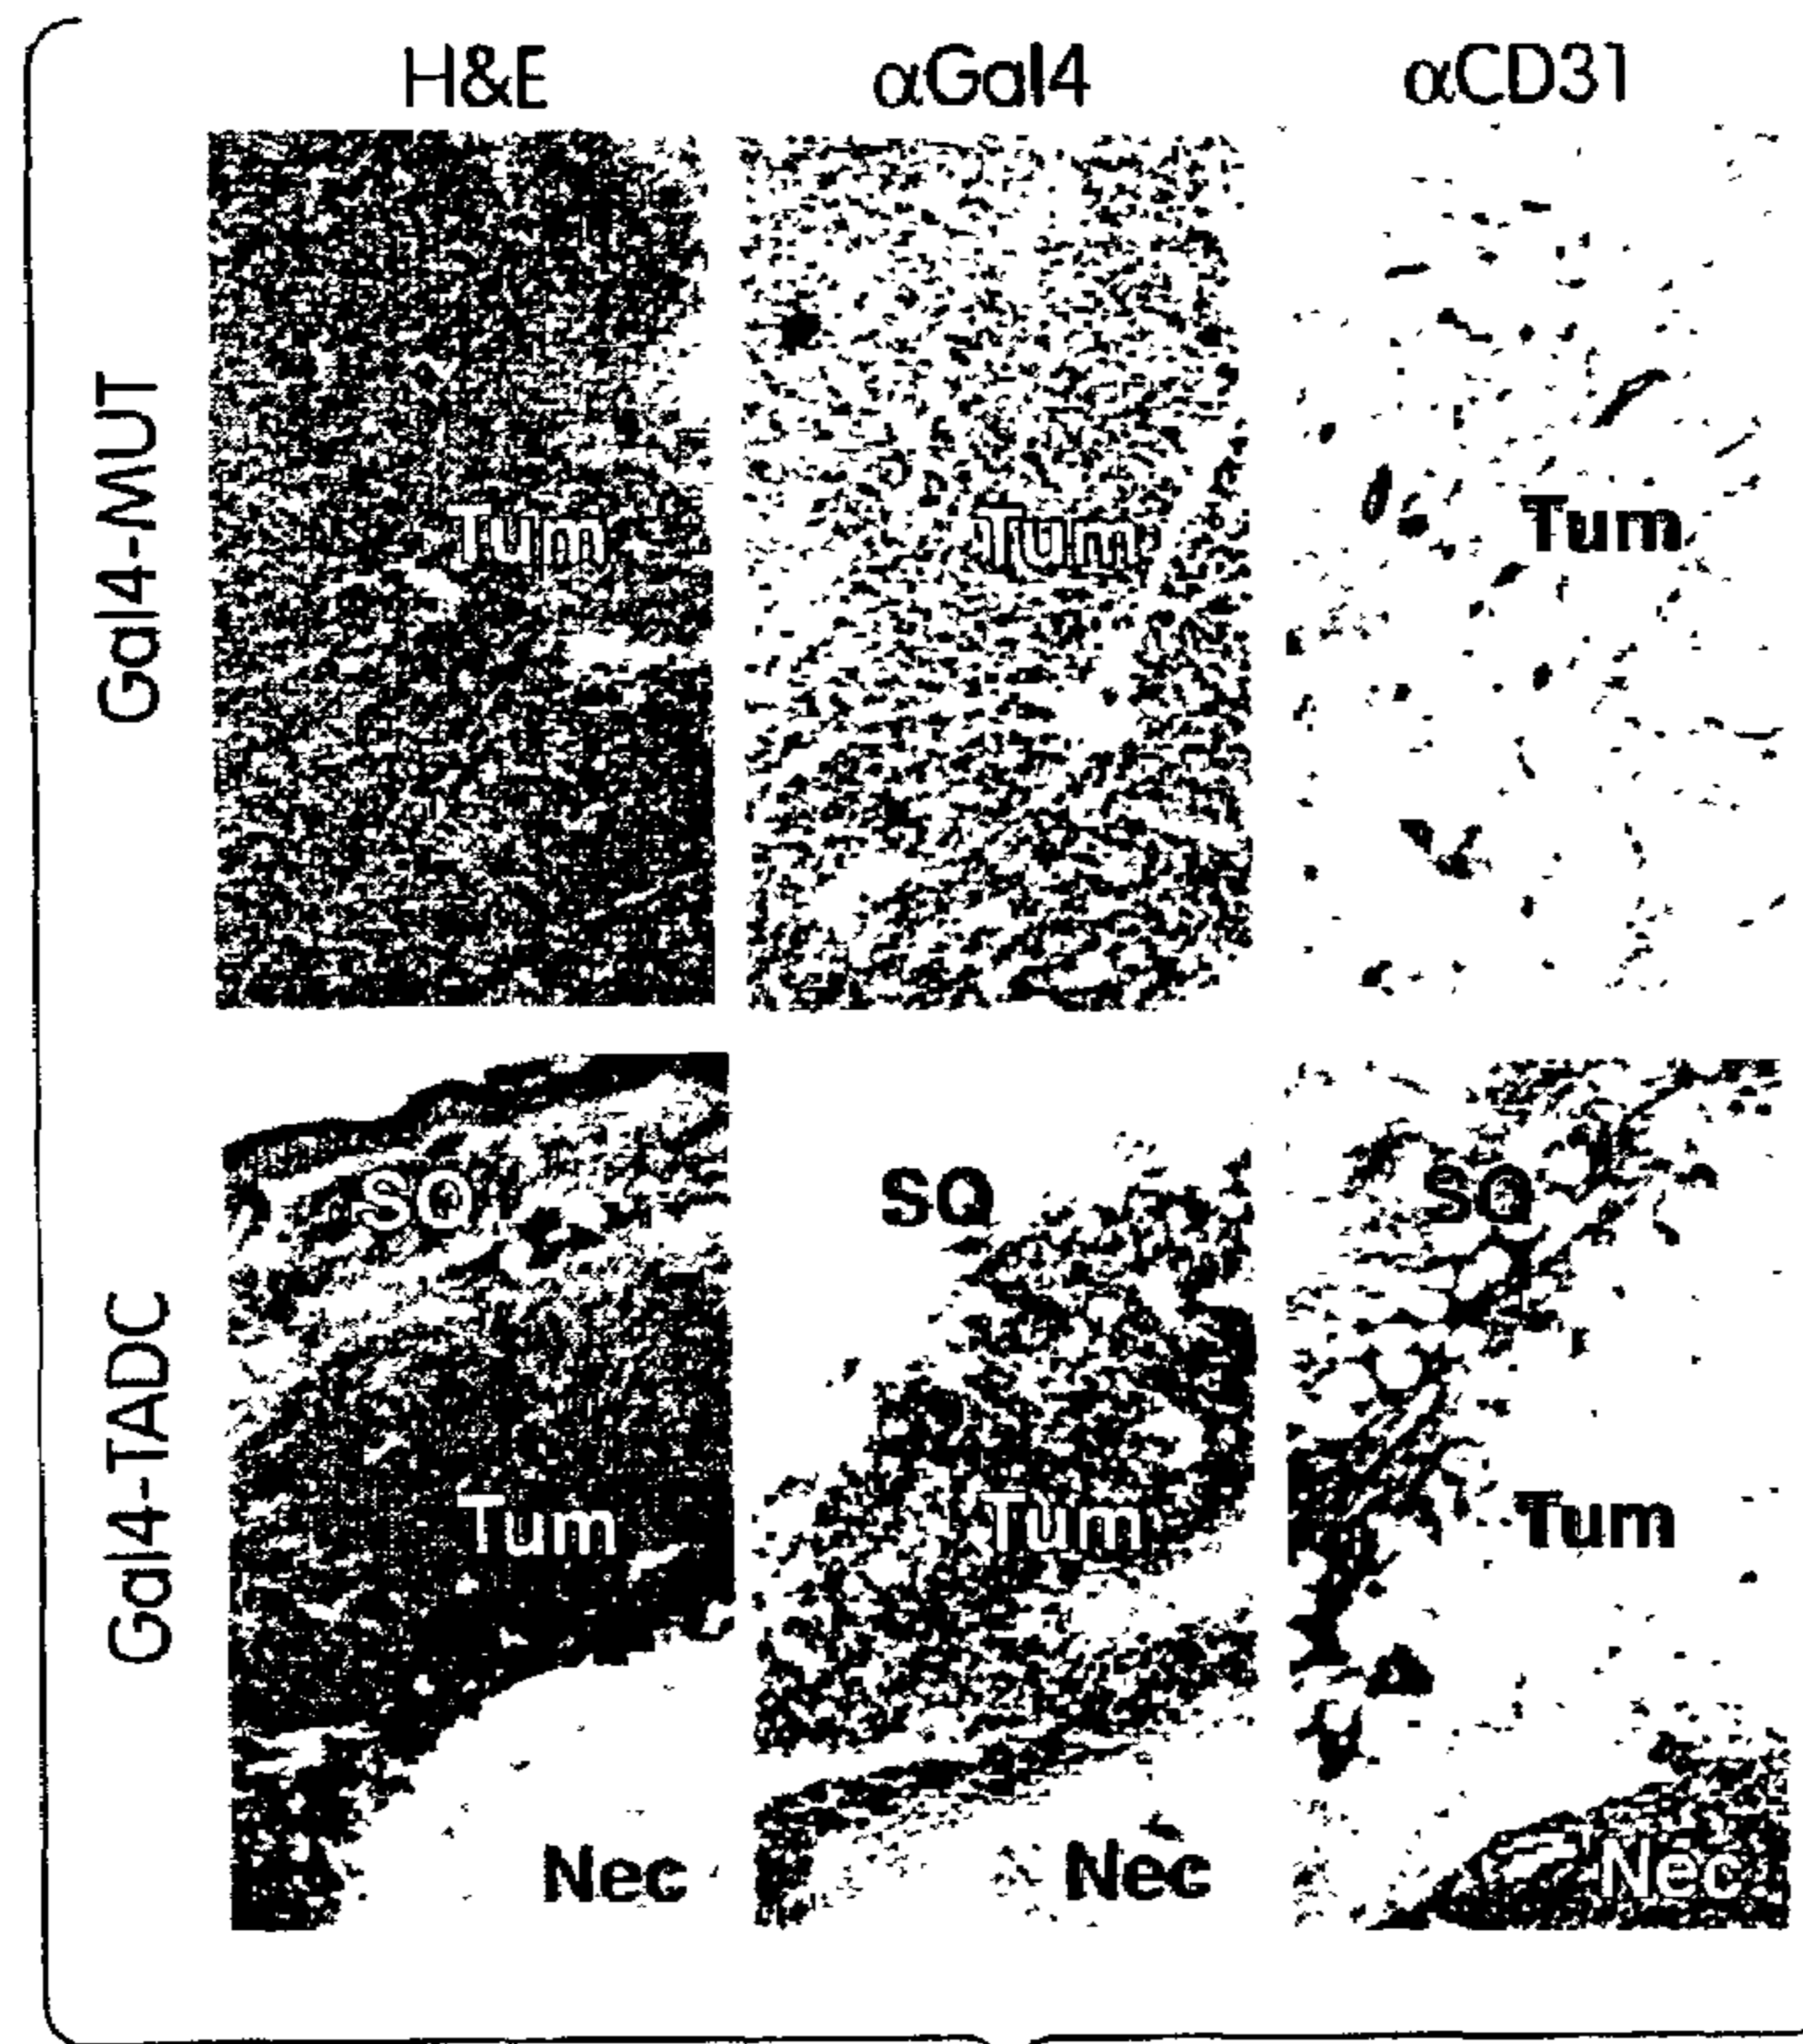 H&E αGal4 αCD31
Gal4-MUT
Tum Tum Tum
Gal4-TADC
SQ SQ SQ
Tum Tum Tum
Nec Nec Nec